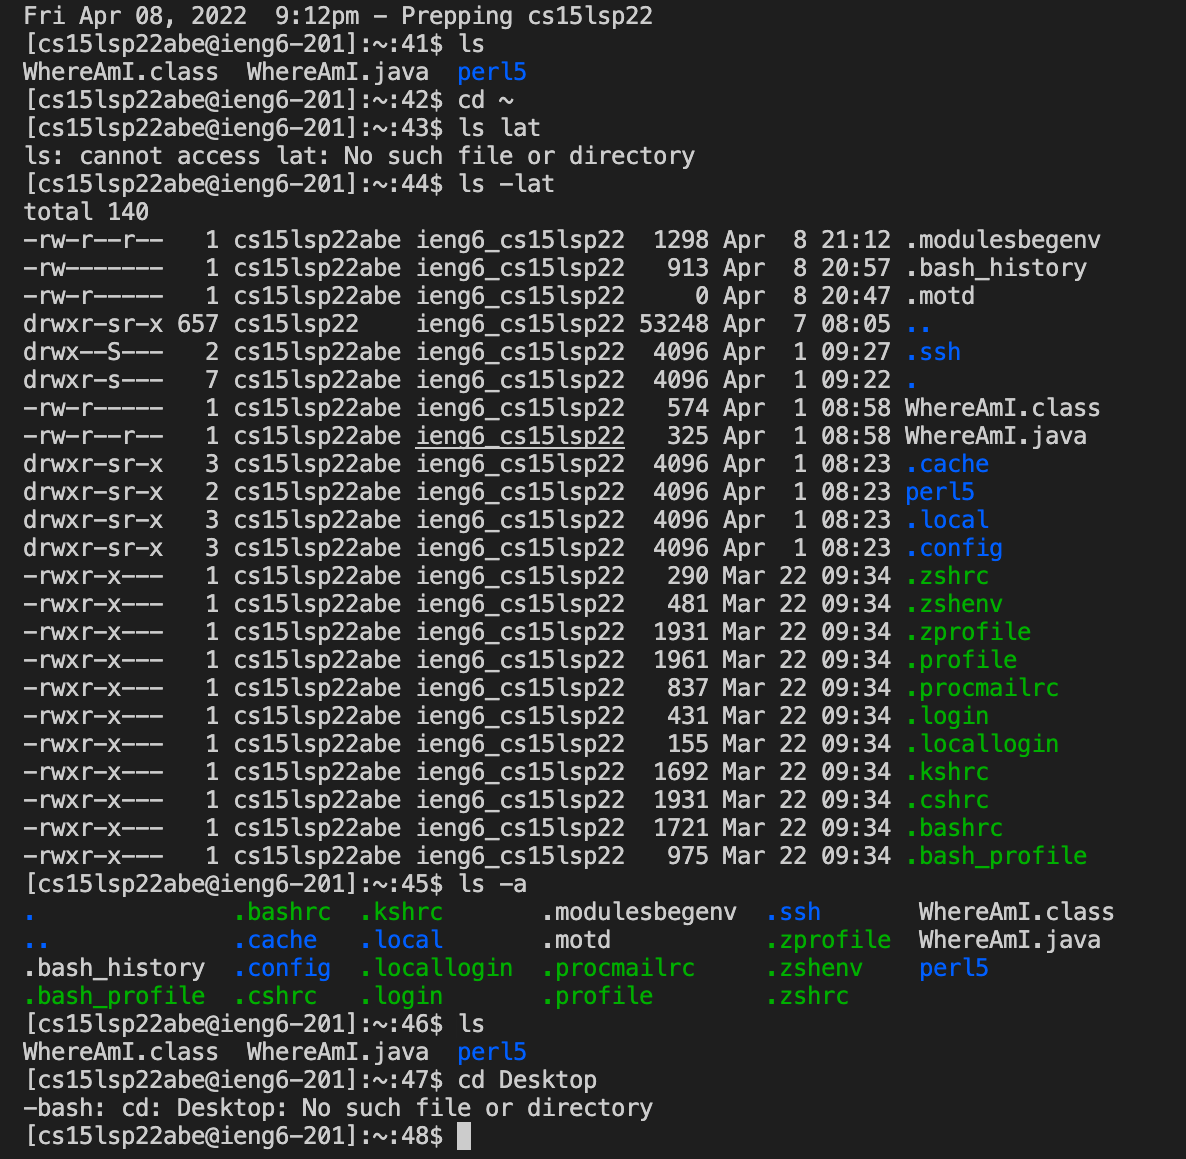 Fri Apr 08, 2022  9:12pm - Prepping cs15lsp22
[cs15lsp22abe@ieng6-201]:~:41$ ls
WhereAmI.class  WhereAmI.java  perl5
[cs15lsp22abe@ieng6-201]:~:42$ cd ~
[cs15lsp22abe@ieng6-201]:~:43$ ls lat
ls: cannot access lat: No such file or directory
[cs15lsp22abe@ieng6-201]:~:44$ ls -lat
total 140
-rw-r--r--   1 cs15lsp22abe ieng6_cs15lsp22  1298 Apr  8 21:12 .modulesbegenv
-rw-------   1 cs15lsp22abe ieng6_cs15lsp22   913 Apr  8 20:57 .bash_history
-rw-r-----   1 cs15lsp22abe ieng6_cs15lsp22     0 Apr  8 20:47 .motd
drwxr-sr-x 657 cs15lsp22    ieng6_cs15lsp22 53248 Apr  7 08:05 ..
drwx--S---   2 cs15lsp22abe ieng6_cs15lsp22  4096 Apr  1 09:27 .ssh
drwxr-s---   7 cs15lsp22abe ieng6_cs15lsp22  4096 Apr  1 09:22 .
-rw-r-----   1 cs15lsp22abe ieng6_cs15lsp22   574 Apr  1 08:58 WhereAmI.class
-rw-r--r--   1 cs15lsp22abe ieng6_cs15lsp22   325 Apr  1 08:58 WhereAmI.java
drwxr-sr-x   3 cs15lsp22abe ieng6_cs15lsp22  4096 Apr  1 08:23 .cache
drwxr-sr-x   2 cs15lsp22abe ieng6_cs15lsp22  4096 Apr  1 08:23 perl5
drwxr-sr-x   3 cs15lsp22abe ieng6_cs15lsp22  4096 Apr  1 08:23 .local
drwxr-sr-x   3 cs15lsp22abe ieng6_cs15lsp22  4096 Apr  1 08:23 .config
-rwxr-x---   1 cs15lsp22abe ieng6_cs15lsp22   290 Mar 22 09:34 .zshrc
-rwxr-x---   1 cs15lsp22abe ieng6_cs15lsp22   481 Mar 22 09:34 .zshenv
-rwxr-x---   1 cs15lsp22abe ieng6_cs15lsp22  1931 Mar 22 09:34 .zprofile
-rwxr-x---   1 cs15lsp22abe ieng6_cs15lsp22  1961 Mar 22 09:34 .profile
-rwxr-x---   1 cs15lsp22abe ieng6_cs15lsp22   837 Mar 22 09:34 .procmailrc
-rwxr-x---   1 cs15lsp22abe ieng6_cs15lsp22   431 Mar 22 09:34 .login
-rwxr-x---   1 cs15lsp22abe ieng6_cs15lsp22   155 Mar 22 09:34 .locallogin
-rwxr-x---   1 cs15lsp22abe ieng6_cs15lsp22  1692 Mar 22 09:34 .kshrc
-rwxr-x---   1 cs15lsp22abe ieng6_cs15lsp22  1931 Mar 22 09:34 .cshrc
-rwxr-x---   1 cs15lsp22abe ieng6_cs15lsp22  1721 Mar 22 09:34 .bashrc
-rwxr-x---   1 cs15lsp22abe ieng6_cs15lsp22   975 Mar 22 09:34 .bash_profile
[cs15lsp22abe@ieng6-201]:~:45$ ls -a
.              .bashrc  .kshrc       .modulesbegenv  .ssh       WhereAmI.class
..             .cache   .local       .motd           .zprofile  WhereAmI.java
.bash_history  .config  .locallogin  .procmailrc     .zshenv    perl5
.bash_profile  .cshrc   .login       .profile        .zshrc
[cs15lsp22abe@ieng6-201]:~:46$ ls
WhereAmI.class  WhereAmI.java  perl5
[cs15lsp22abe@ieng6-201]:~:47$ cd Desktop
-bash: cd: Desktop: No such file or directory
[cs15lsp22abe@ieng6-201]:~:48$